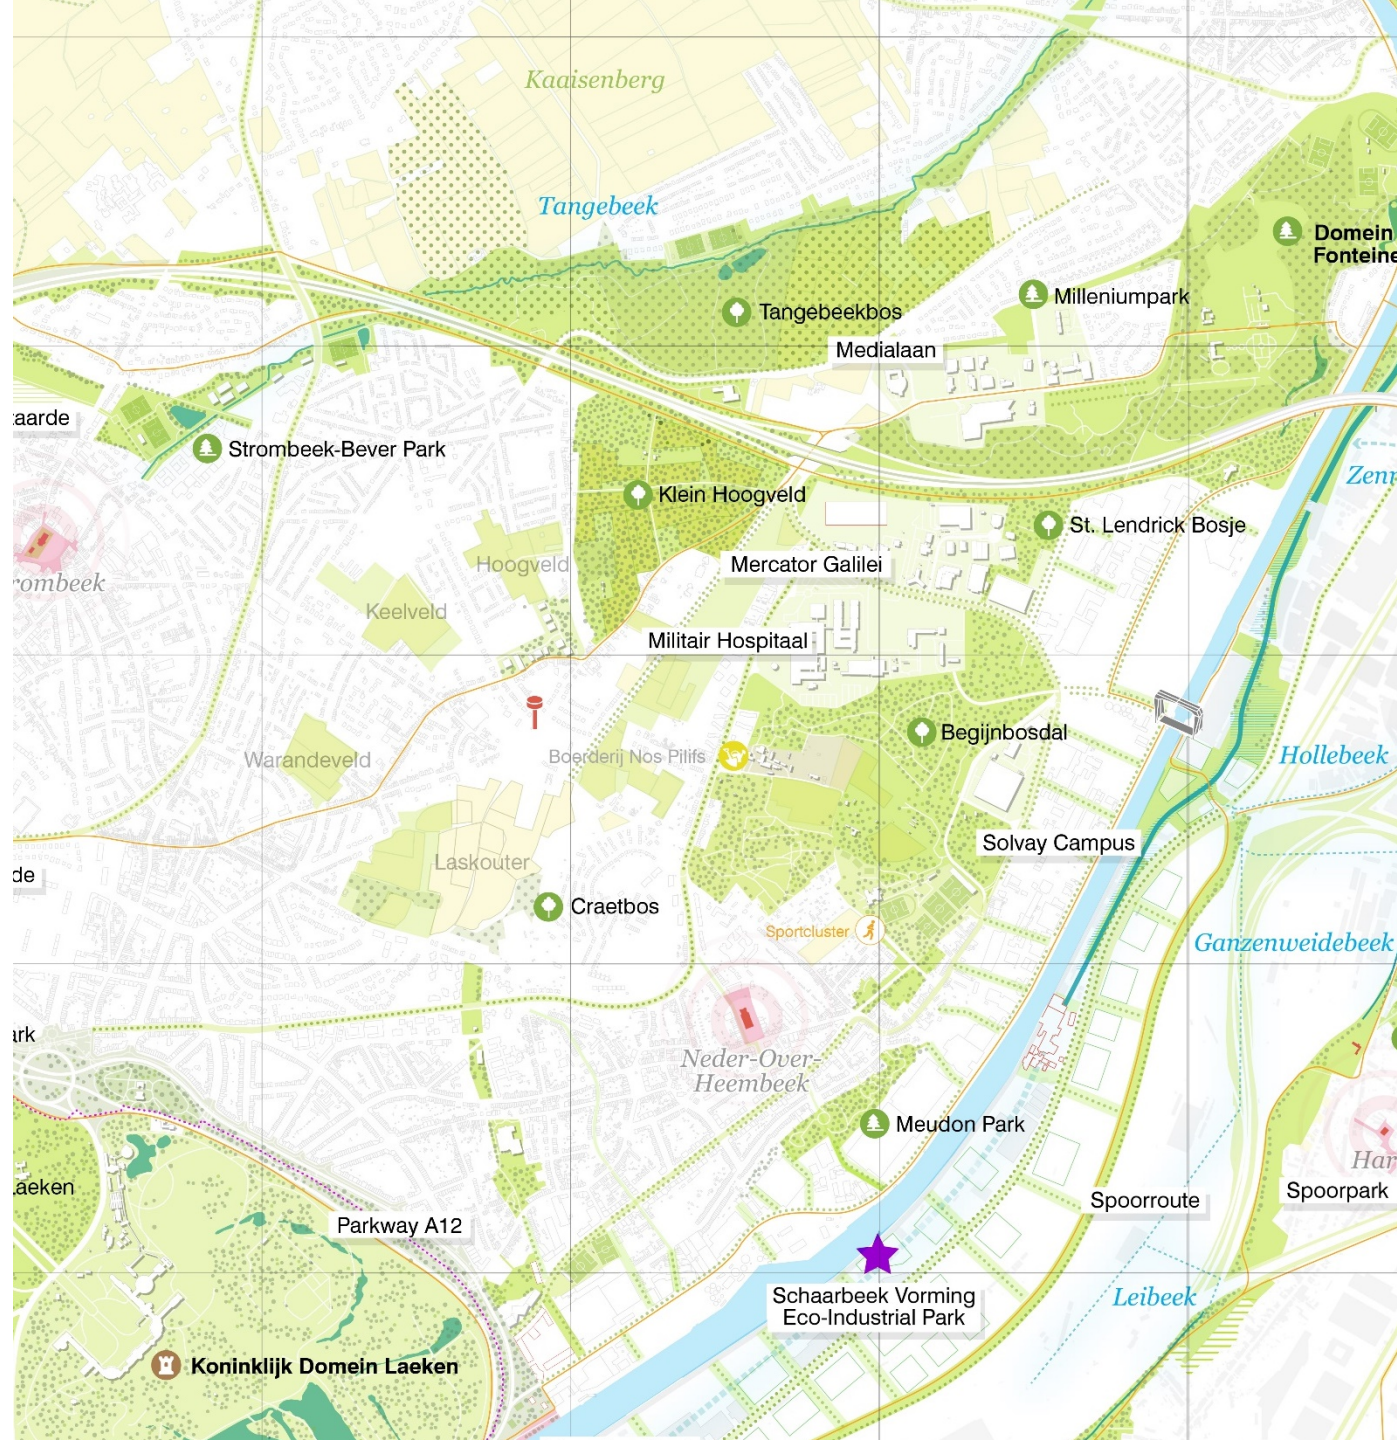 Kaaisenberg
Tangebeek
Domein
Fonteine
Milleniumpark
Tangebeekbos
Medialaan
aarde
Strombeek-Bever Park
Zenn
Klein Hoogveld
St. Lendrick Bosje
Hoogveld
Mercator Galilei
rombeek
Keelveld
Militair Hospitaal
Begijnbosdal
Boerderij Nos Pilifs
Warandeveld
Hollebeek
Solvay Campus
Laskouter
de
Craetbos
Sportcluster
Ganzenweidebeek
ark
Neder-Over-
Heembeek
Meudon Park
Har
Laeken
Spoorroute
Spoorpark
Parkway A12
Schaarbeek Vorming
Eco-Industrial Park
Leibeek
Koninklijk Domein Laeken